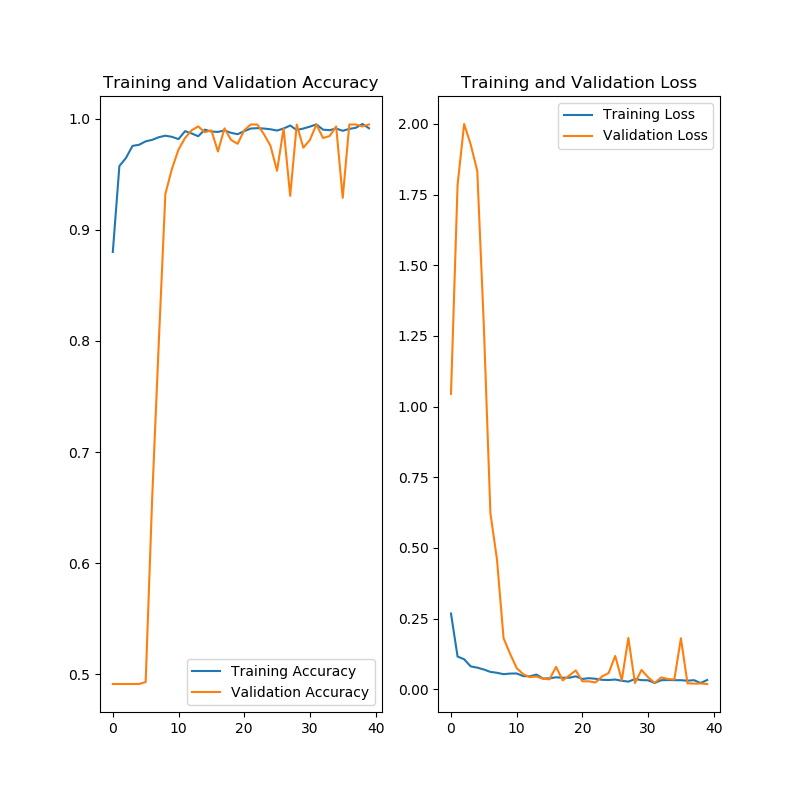 Training and Validation Accuracy
1.0
0.9
0.8
0.7
0.6
0.5
0 10 20 30 40
Training Accuracy
Validation Accuracy
Training and Validation Loss
2.00
1.75
1.50
1.25
1.00
0.75
0.50
0.25
0.00
0 10 20 30 40
Training Loss
Validation Loss